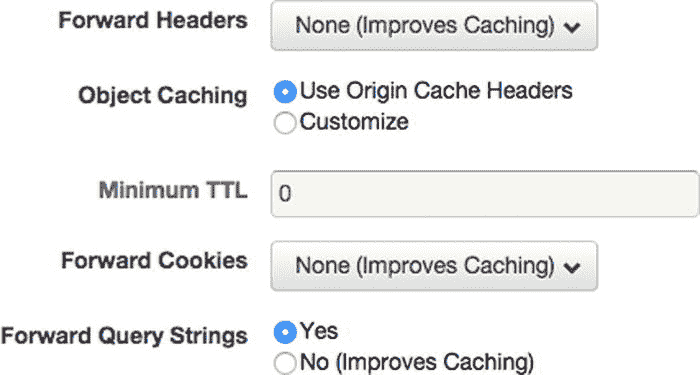 Forward Headers None (Improves Caching)
Object Caching Use Origin Cache Headers
Customize
Minimum TTL 0
Forward Cookies None (Improves Caching)
Forward Query Strings Yes
No (Improves Caching)